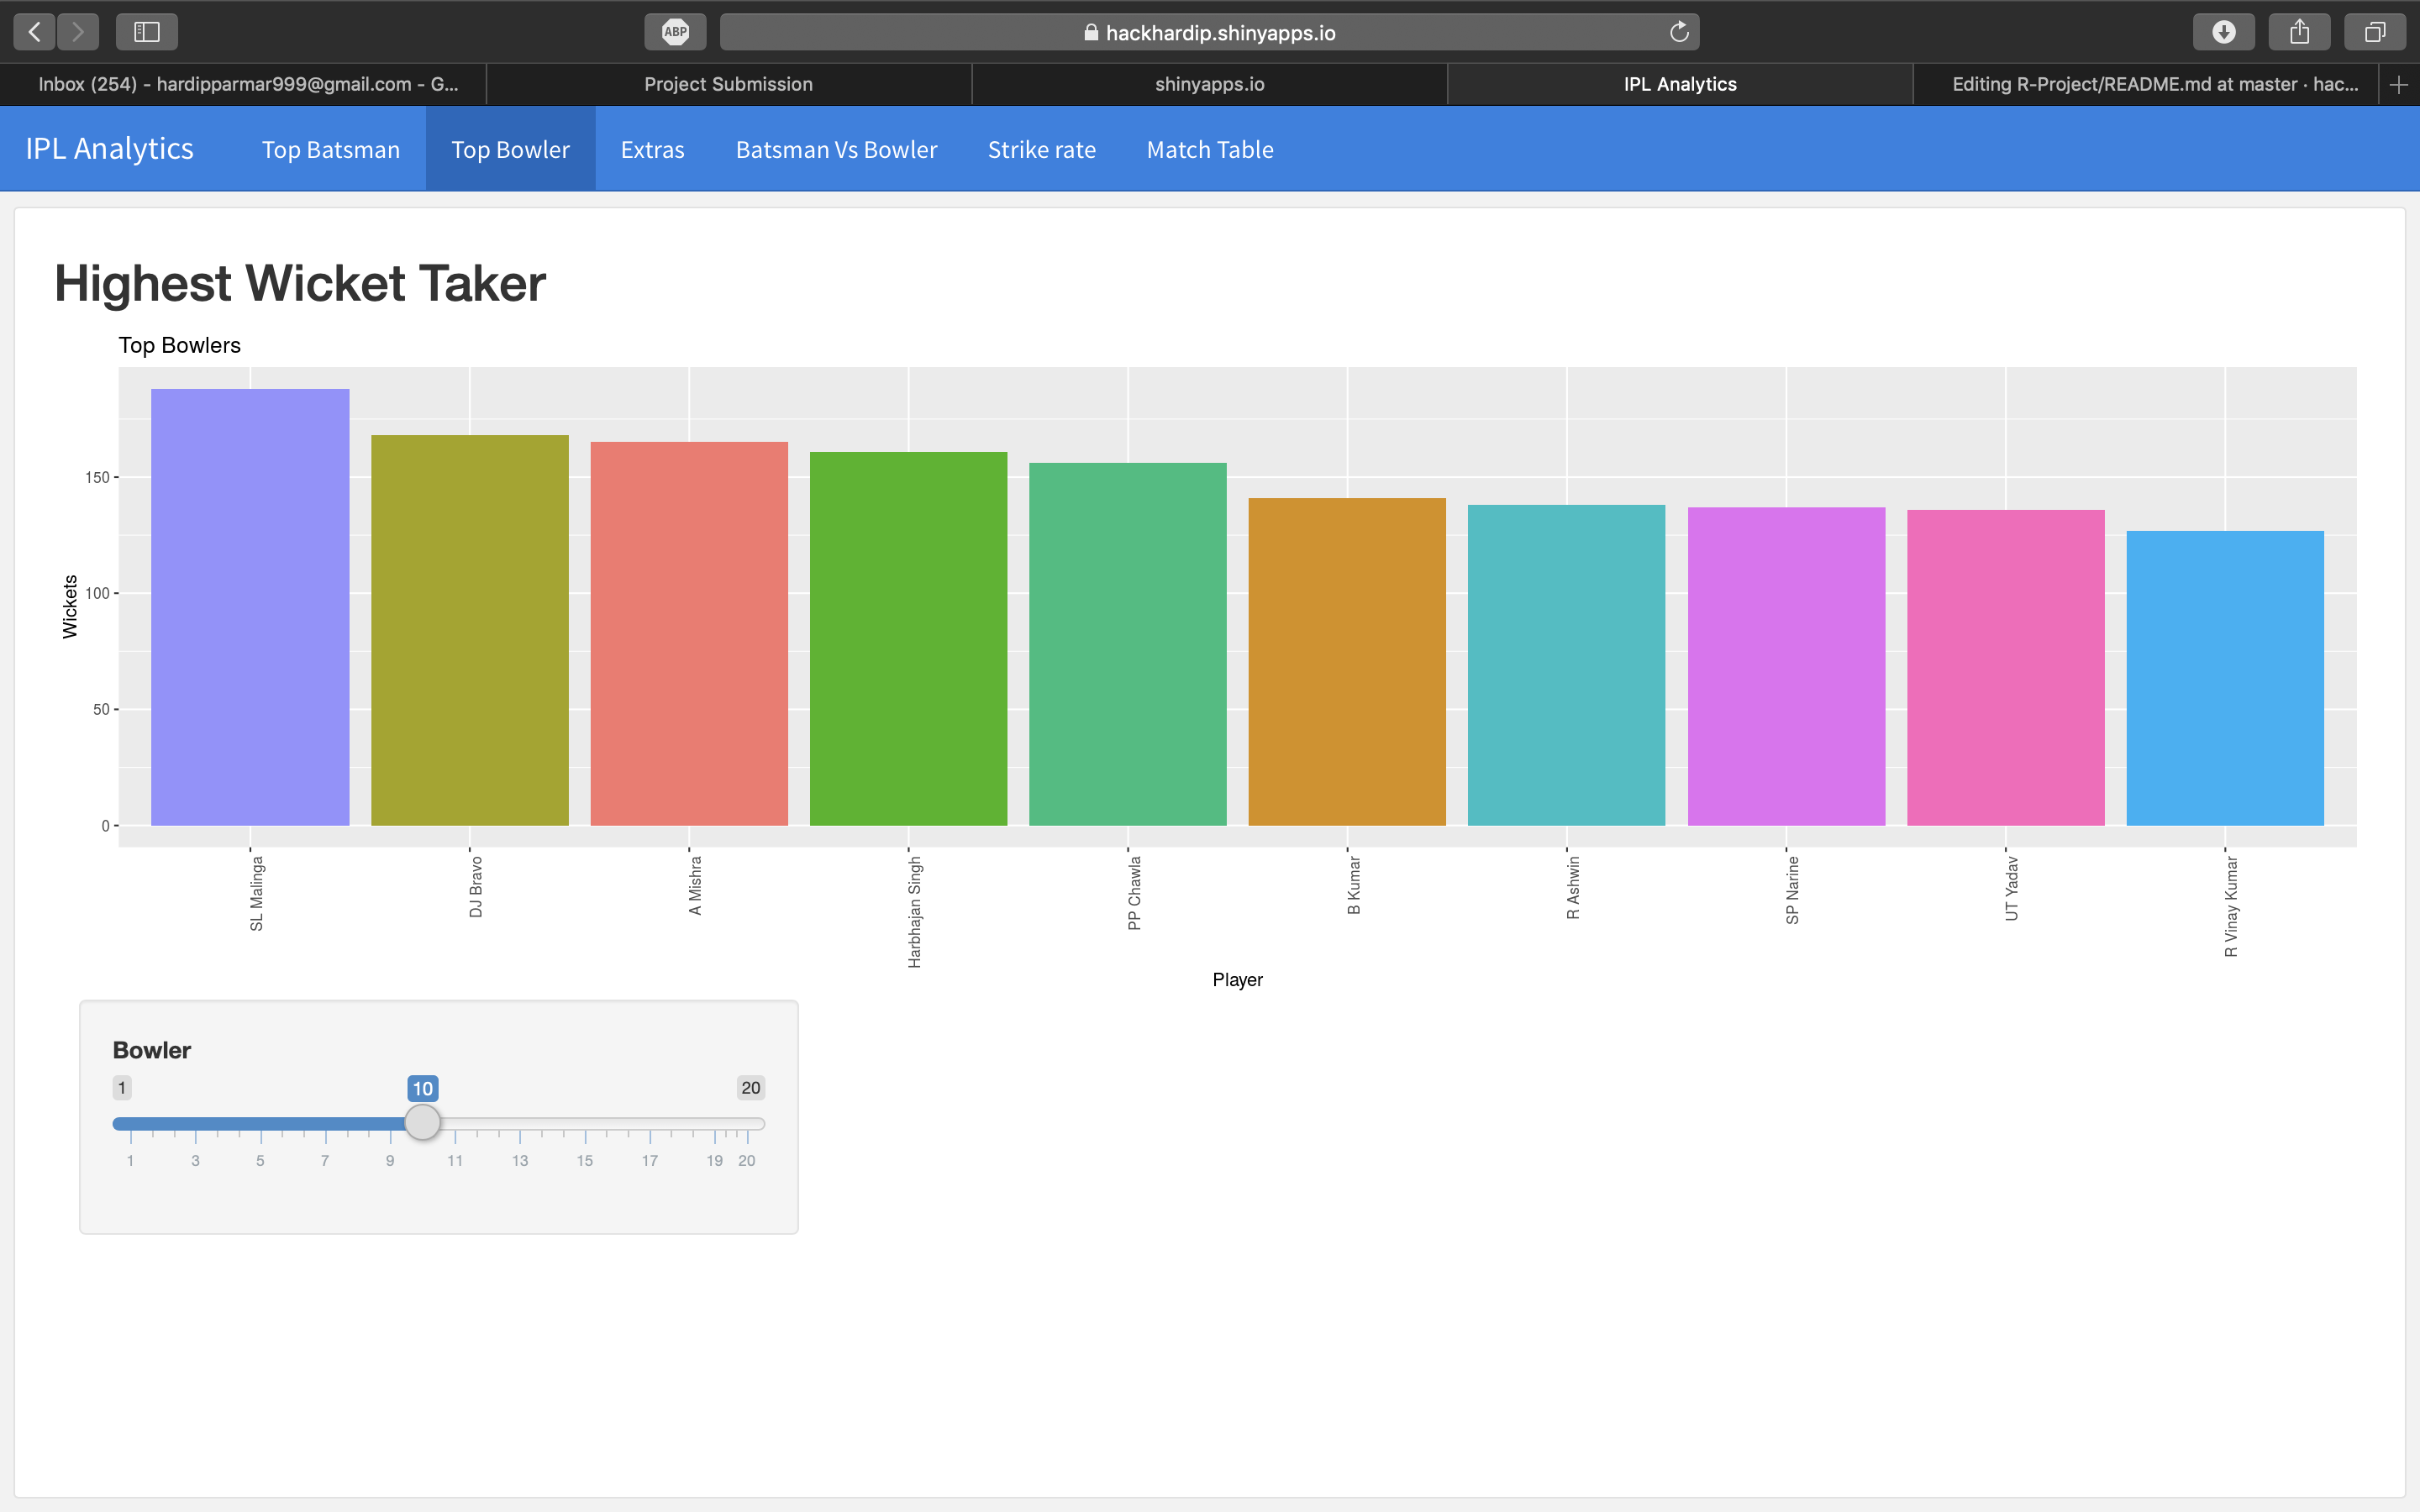 ABP
hackhardip.shinyapps.io
Inbox (254) - hardipparmar999@gmail.com - G...
Project Submission
shinyapps.io
IPL Analytics
Editing R-Project/README.md at master · hac...
IPL Analytics
Top Batsman
Top Bowler
Extras
Batsman Vs Bowler
Strike rate
Match Table
Highest Wicket Taker
Top Bowlers
Wickets
150
100
50
0
SL Malinga
DJ Bravo
A Mishra
Harbhajan Singh
PP Chawla
B Kumar
R Ashwin
SP Narine
UT Yadav
R Vinay Kumar
Player
Bowler
1 10 20
1 3 5 7 9 11 13 15 17 19 20